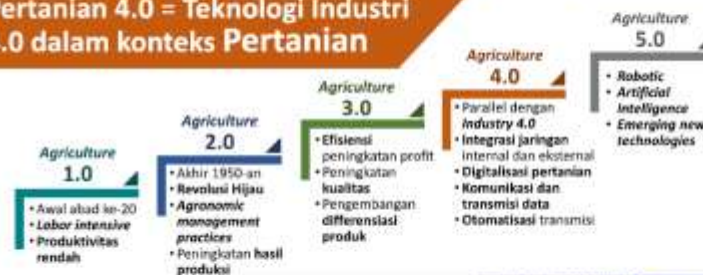 ertanian 4.0 = Teknologi Industri
.0 dalam konteks Pertanian
Agriculture
1.0
• Awal abad ke-20
• Labor intensive
• Produktivitas
rendah
Agriculture
2.0
• Akhir 1950-an
• Revolusi Hijau
• Agronomic
management
practices
• Peningkatan hasil
produksi
Agriculture
3.0
• Efisiensi
peningkatan profit
• Peningkatan
kualitas
• Pengembangan
differensiasi
produk
Agriculture
4.0
• Parallel dengan
Industry 4.0
• Integrasi jaringan
internal dan eksternal
• Digitalisasi pertanian
• Komunikasi dan
transmisi data
• Otomatisasi transmisi
Agriculture
5.0
• Robotic
• Artificial
Intelligence
• Emerging new
technologies